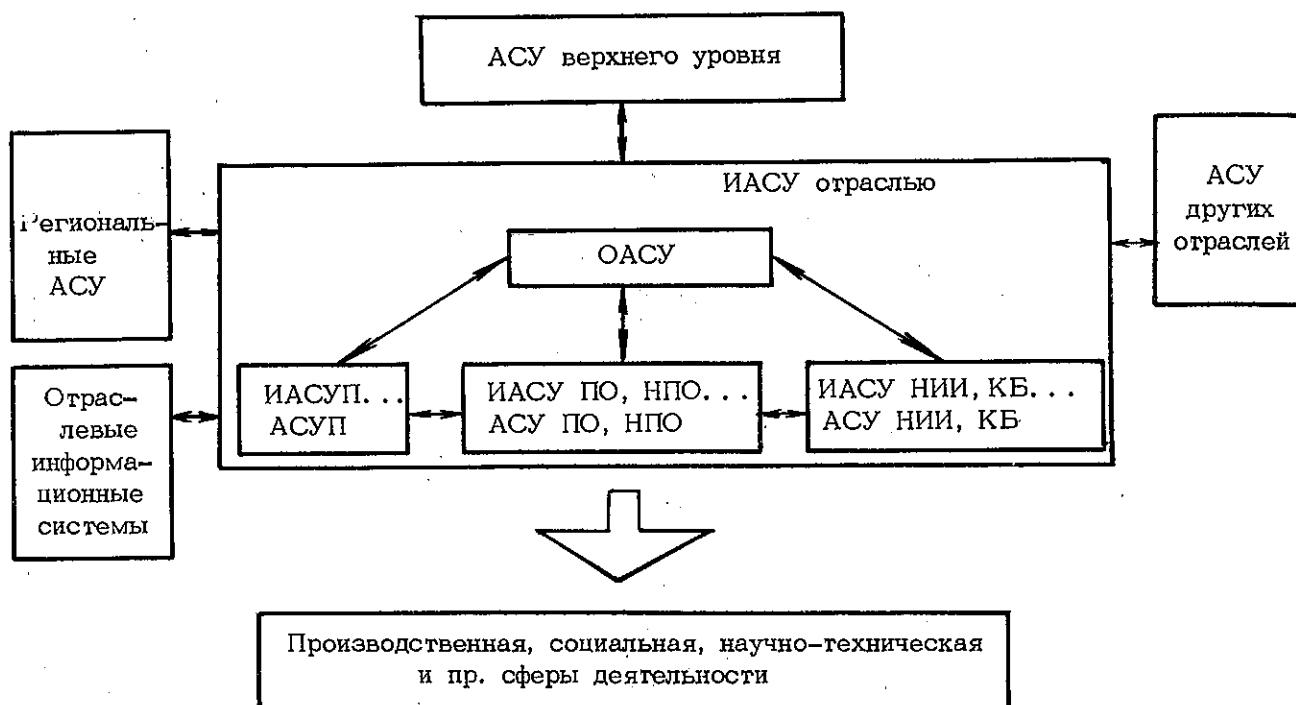 АСУ верхнего уровня
ИАСУ отраслью
Региональ-
ные
АСУ
АСУ
других
отраслей
ОАСУ
ИАСУП...
АСУП
ИАСУ ПО, НПО...
АСУ ПО, НПО
ИАСУ НИИ, КБ...
АСУ НИИ, КБ
Отрас-
левые
информа-
ционные
системы
Производственная, социальная, научно-техническая
и пр. сферы деятельности